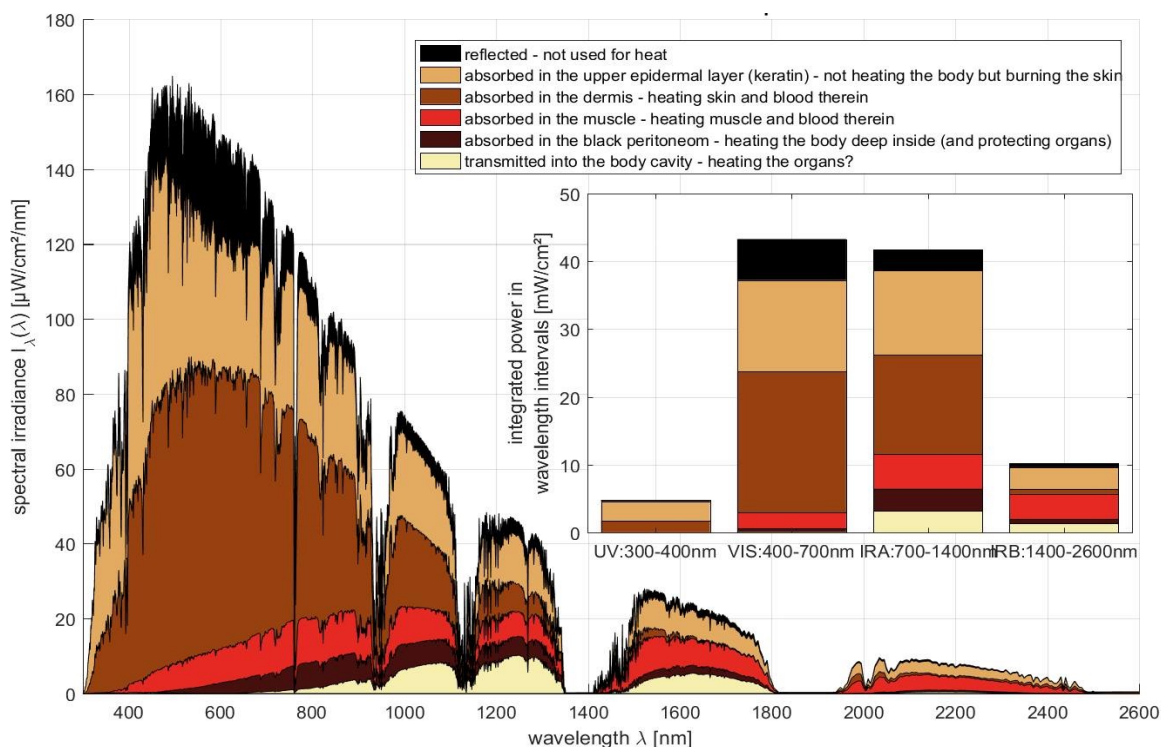 180
160
140
120
100
80
60
40
20
0
spectral irradiance I_λ(λ) [µW/cm²/nm]
400
600
800
1000
1200
1400
1600
1800
2000
2200
2400
2600
wavelength λ [nm]
reflected - not used for heat
absorbed in the upper epidermal layer (keratin) - not heating the body but burning the skin
absorbed in the dermis - heating skin and blood therein
absorbed in the muscle - heating muscle and blood therein
absorbed in the black peritoneom - heating the body deep inside (and protecting organs)
transmitted into the body cavity - heating the organs?
50
40
30
20
10
0
integrated power in
wavelength intervals [mW/cm²]
UV:300-400nm
VIS:400-700nm
IRA:700-1400nm
IRB:1400-2600nm